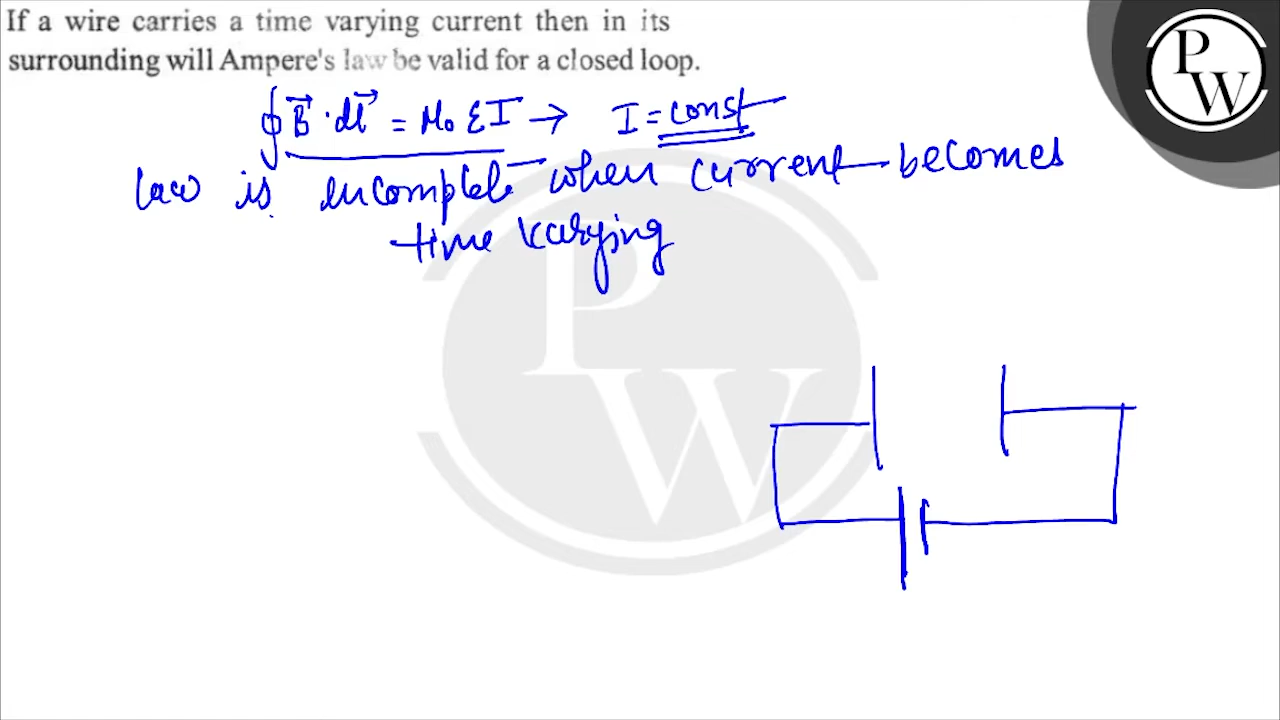 If a wire carries a time varying current then in its
surrounding will Ampere's law be valid for a closed loop.
P
W
∮ B⃗ · dl⃗ = μ₀ ΣI → I = const
law is incomplete when current becomes
time varying
P
W